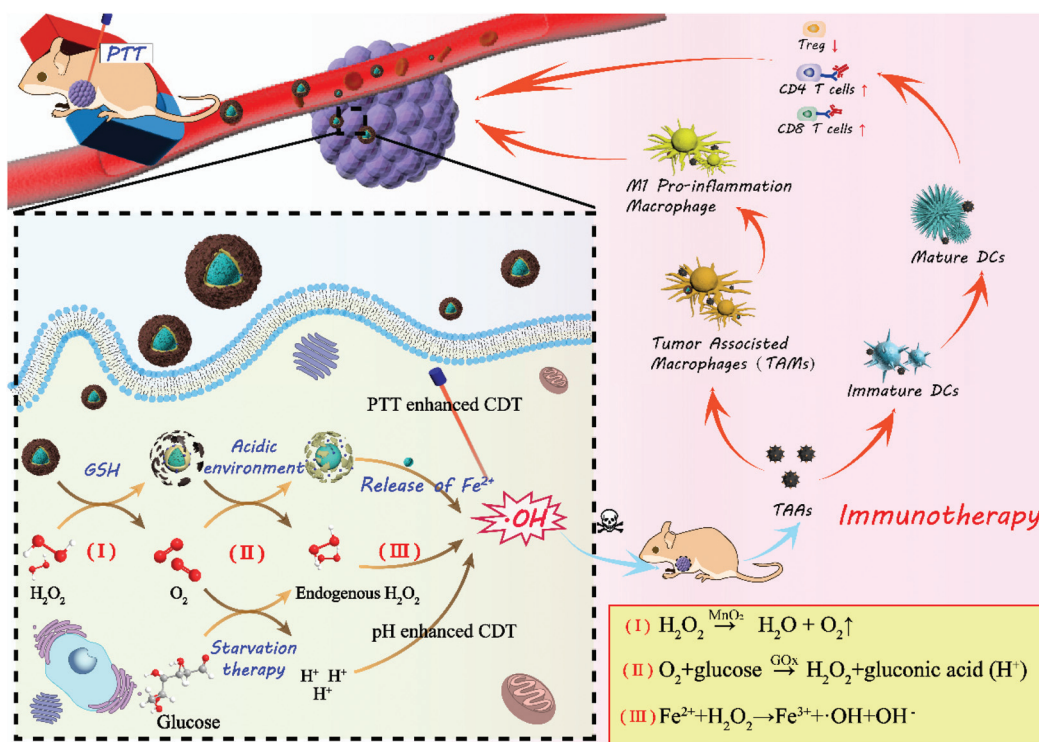 PTT
Treg ↓
CD4 T cells ↑
CD8 T cells ↑
M1 Pro-inflammation
Macrophage
Mature DCs
Tumor Associsted
Macrophages (TAMs)
Immature DCs
TAAs
Immunotherapy
PTT enhanced CDT
GSH
Acidic
environment
Release of Fe²⁺
·OH
(I)
(II)
(III)
H₂O₂
O₂
Endogenous H₂O₂
pH enhanced CDT
Starvation
therapy
H⁺ H⁺
H⁺
Glucose
(I) H₂O₂ MnO₂→ H₂O + O₂↑
(II) O₂+glucose GOx→ H₂O₂+gluconic acid (H⁺)
(III) Fe²⁺+H₂O₂→Fe³⁺+·OH+OH⁻